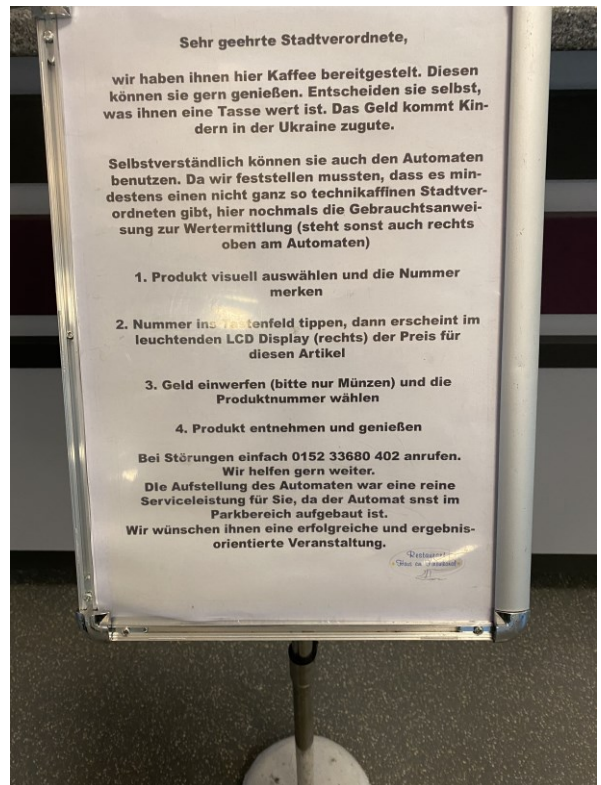 Sehr geehrte Stadtverordnete,
wir haben ihnen hier Kaffee bereitgestelt. Diesen
können sie gern genießen. Entscheiden sie selbst,
was ihnen eine Tasse wert ist. Das Geld kommt Kin-
dern in der Ukraine zugute.
Selbstverständlich können sie auch den Automaten
benutzen. Da wir feststellen mussten, dass es min-
destens einen nicht ganz so technikaffinen Stadtver-
ordneten gibt, hier nochmals die Gebrauchtsanwei-
sung zur Wertermittlung (steht sonst auch rechts
oben am Automaten)
1. Produkt visuell auswählen und die Nummer
merken
2. Nummer ins Tastenfeld tippen, dann erscheint im
leuchtenden LCD Display (rechts) der Preis für
diesen Artikel
3. Geld einwerfen (bitte nur Münzen) und die
Produktnummer wählen
4. Produkt entnehmen und genießen
Bei Störungen einfach 0152 33680 402 anrufen.
Wir helfen gern weiter.
DIe Aufstellung des Automaten war eine reine
Serviceleistung für Sie, da der Automat snst im
Parkbereich aufgebaut ist.
Wir wünschen ihnen eine erfolgreiche und ergebnis-
orientierte Veranstaltung.